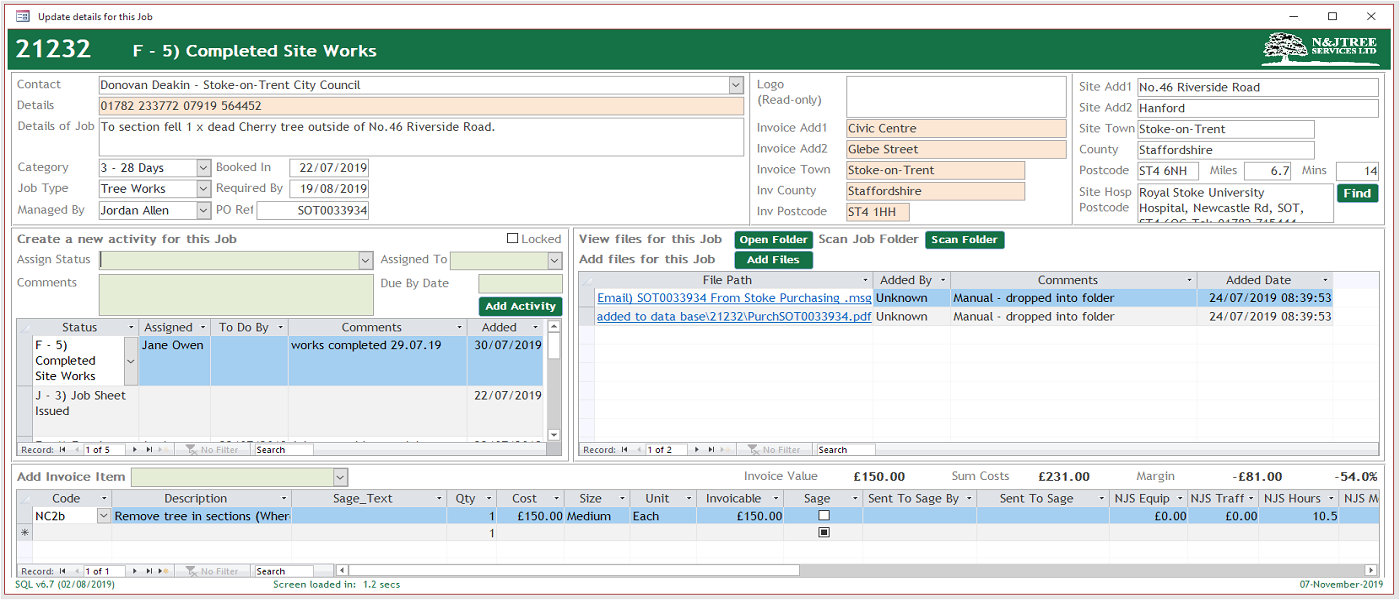 Update details for this Job
21232 F - 5) Completed Site Works
N&JTREE
SERVICES LTD
Contact Donovan Deakin - Stoke-on-Trent City Council
Details 01782 233772 07919 564452
Details of Job To section fell 1 x dead Cherry tree outside of No.46 Riverside Road.
Category 3 - 28 Days Booked In 22/07/2019
Job Type Tree Works Required By 19/08/2019
Managed By Jordan Allen PO Ref SOT0033934
Logo
(Read-only)
Invoice Add1 Civic Centre
Invoice Add2 Glebe Street
Invoice Town Stoke-on-Trent
Inv County Staffordshire
Inv Postcode ST4 1HH
Site Add1 No.46 Riverside Road
Site Add2 Hanford
Site Town Stoke-on-Trent
County Staffordshire
Postcode ST4 6NH Miles 6.7 Mins 14
Site Hosp Royal Stoke University Find
Postcode Hospital, Newcastle Rd, SOT,
Create a new activity for this Job Locked
Assign Status Assigned To
Comments Due By Date
Add Activity
Status Assigned To Do By Comments Added
F - 5) Jane Owen works completed 29.07.19 30/07/2019
Completed
Site Works
J - 3) Job Sheet 22/07/2019
Issued
Record: 1 of 5 No Filter Search
View files for this Job Open Folder Scan Job Folder Scan Folder
Add files for this Job Add Files
File Path Added By Comments Added Date
Email) SOT0033934 From Stoke Purchasing .msg Unknown Manual - dropped into folder 24/07/2019 08:39:53
added to data base\21232\PurchSOT0033934.pdf Unknown Manual - dropped into folder 24/07/2019 08:39:53
Record: 1 of 2 No Filter Search
Add Invoice Item Invoice Value £150.00 Sum Costs £231.00 Margin -£81.00 -54.0%
Code Description Sage_Text Qty Cost Size Unit Invoicable Sage Sent To Sage By Sent To Sage NJS Equip NJS Traff NJS Hours NJS M
NC2b Remove tree in sections (Wher 1 £150.00 Medium Each £150.00 £0.00 £0.00 10.5
* 1
Record: 1 of 1 No Filter Search
SQL v6.7 (02/08/2019) Screen loaded in: 1.2 secs 07-November-2019